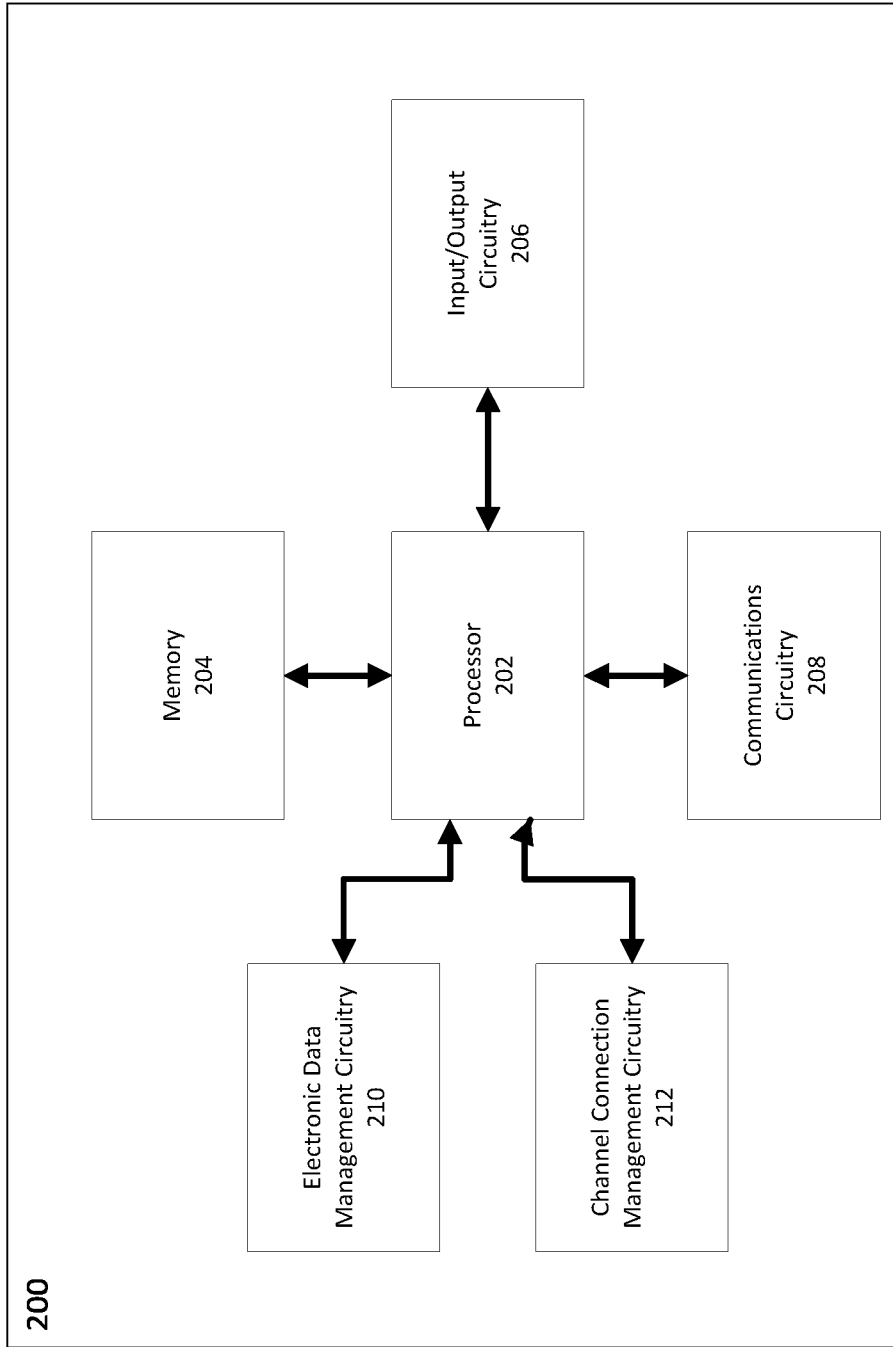 200
Electronic Data
Management Circuitry
210
Channel Connection
Management Circuitry
212
Memory
204
Processor
202
Communications
Circuitry
208
Input/Output
Circuitry
206